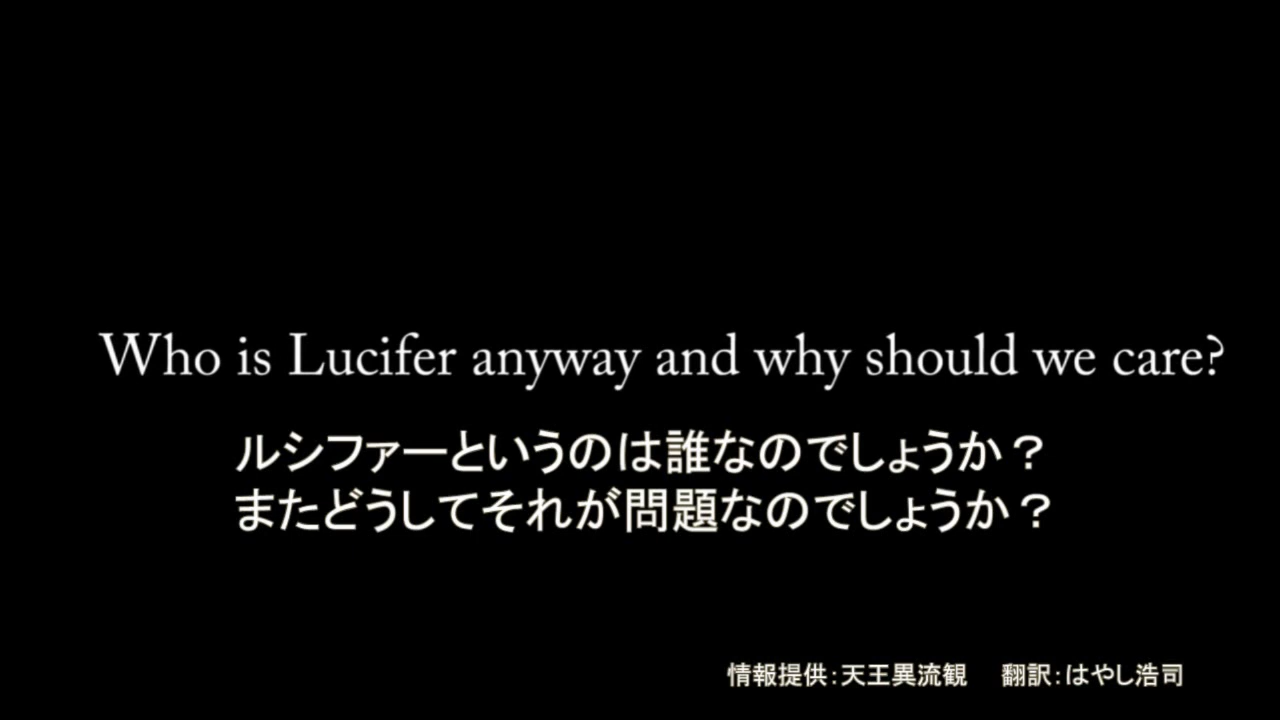 Who is Lucifer anyway and why should we care?
ルシファーというのは誰なのでしょうか？
またどうしてそれが問題なのでしょうか？
情報提供：天王異流観　翻訳：はやし浩司